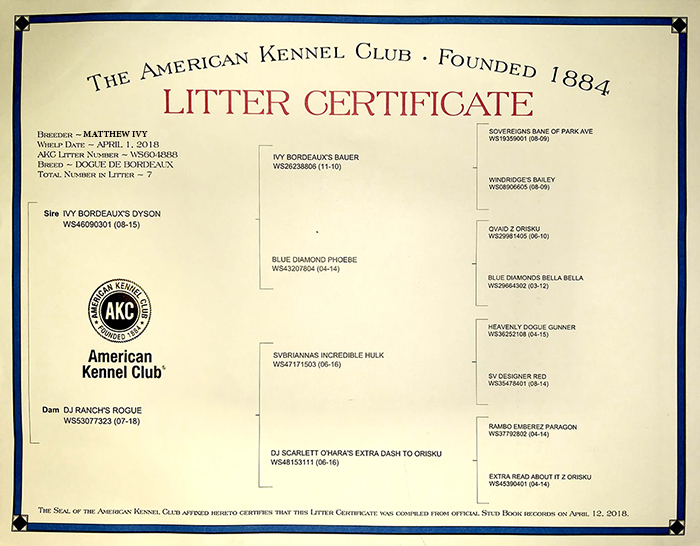 THE AMERICAN KENNEL CLUB · FOUNDED 1884
LITTER CERTIFICATE
BREEDER ~ MATTHEW IVY
WHELP DATE ~ APRIL 1, 2018
AKC LITTER NUMBER ~ WS604888
BREED ~ DOGUE DE BORDEAUX
TOTAL NUMBER IN LITTER ~ 7
Sire IVY BORDEAUX'S DYSON
WS46090301 (08-15)
AMERICAN KENNEL CLUB
AKC
FOUNDED 1884
American
Kennel Club®
Dam DJ RANCH'S ROGUE
WS53077323 (07-18)
IVY BORDEAUX'S BAUER
WS26238806 (11-10)
BLUE DIAMOND PHOEBE
WS43207804 (04-14)
SVBRIANNAS INCREDIBLE HULK
WS47171503 (06-16)
DJ SCARLETT O'HARA'S EXTRA DASH TO ORISKU
WS48153111 (06-16)
SOVEREIGNS BANE OF PARK AVE
WS19359001 (08-09)
WINDRIDGE'S BAILEY
WS08906605 (08-09)
QVAID Z ORISKU
WS29981405 (06-10)
BLUE DIAMONDS BELLA BELLA
WS29664302 (03-12)
HEAVENLY DOGUE GUNNER
WS36252108 (04-15)
SV DESIGNER RED
WS35478401 (08-14)
RAMBO EMBEREZ PARAGON
WS37792802 (04-14)
EXTRA READ ABOUT IT Z ORISKU
WS45390401 (04-14)
THE SEAL OF THE AMERICAN KENNEL CLUB AFFIXED HERETO CERTIFIES THAT THIS LITTER CERTIFICATE WAS COMPILED FROM OFFICIAL STUD BOOK RECORDS ON APRIL 12, 2018.